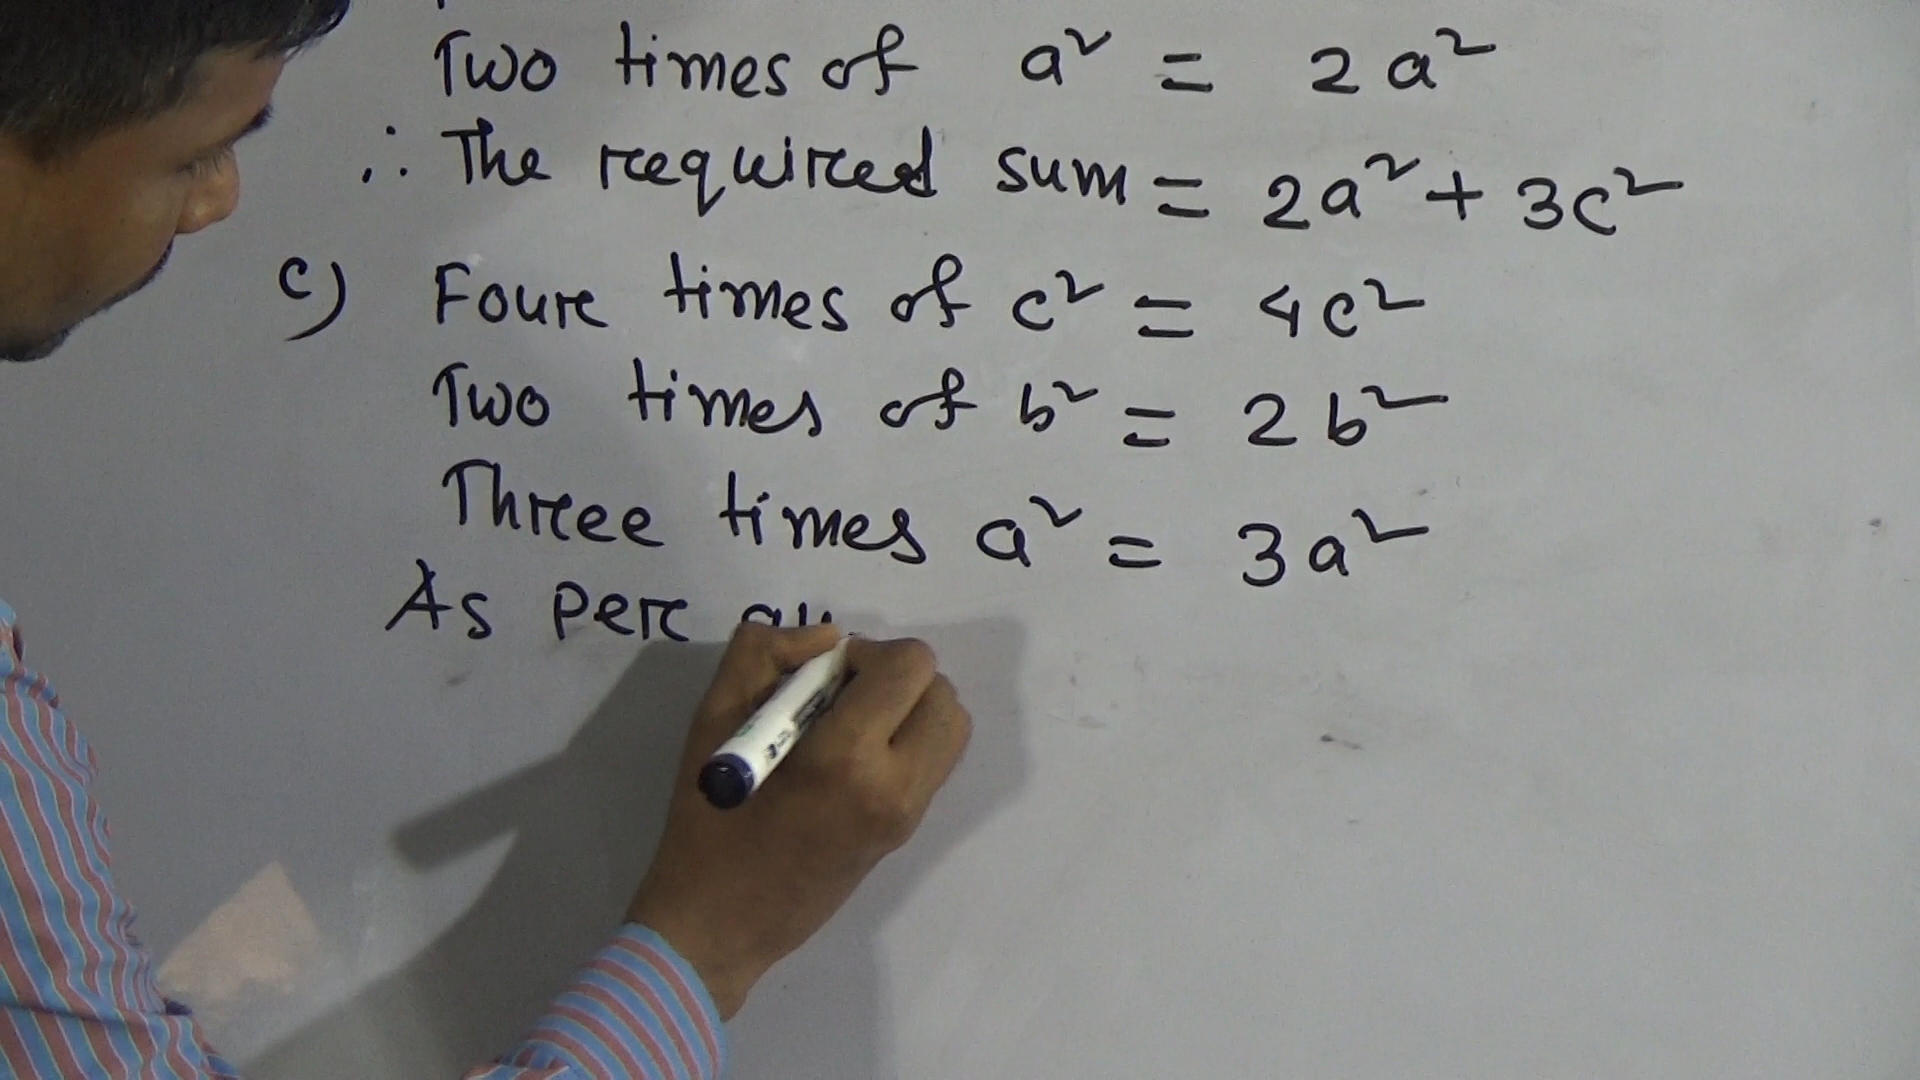 Two times of a² = 2a²
∴ The required sum = 2a² + 3c²
c) Four times of c² = 4c²
Two times of b² = 2b²
Three times a² = 3a²
As per